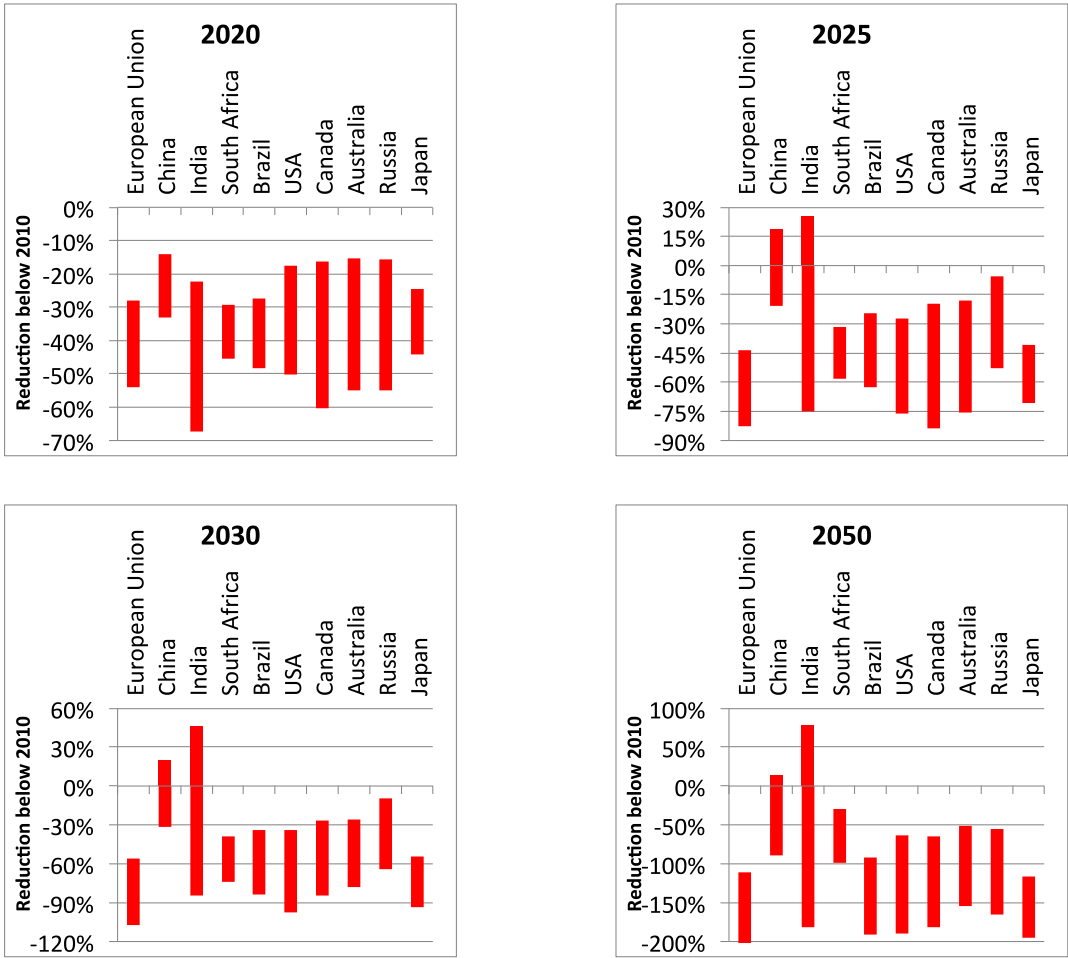 2020
European Union
China
India
South Africa
Brazil
USA
Canada
Australia
Russia
Japan
Reduction below 2010
0%
-10%
-20%
-30%
-40%
-50%
-60%
-70%
2025
European Union
China
India
South Africa
Brazil
USA
Canada
Australia
Russia
Japan
Reduction below 2010
30%
15%
0%
-15%
-30%
-45%
-60%
-75%
-90%
2030
European Union
China
India
South Africa
Brazil
USA
Canada
Australia
Russia
Japan
Reduction below 2010
60%
30%
0%
-30%
-60%
-90%
-120%
2050
European Union
China
India
South Africa
Brazil
USA
Canada
Australia
Russia
Japan
Reduction below 2010
100%
50%
0%
-50%
-100%
-150%
-200%